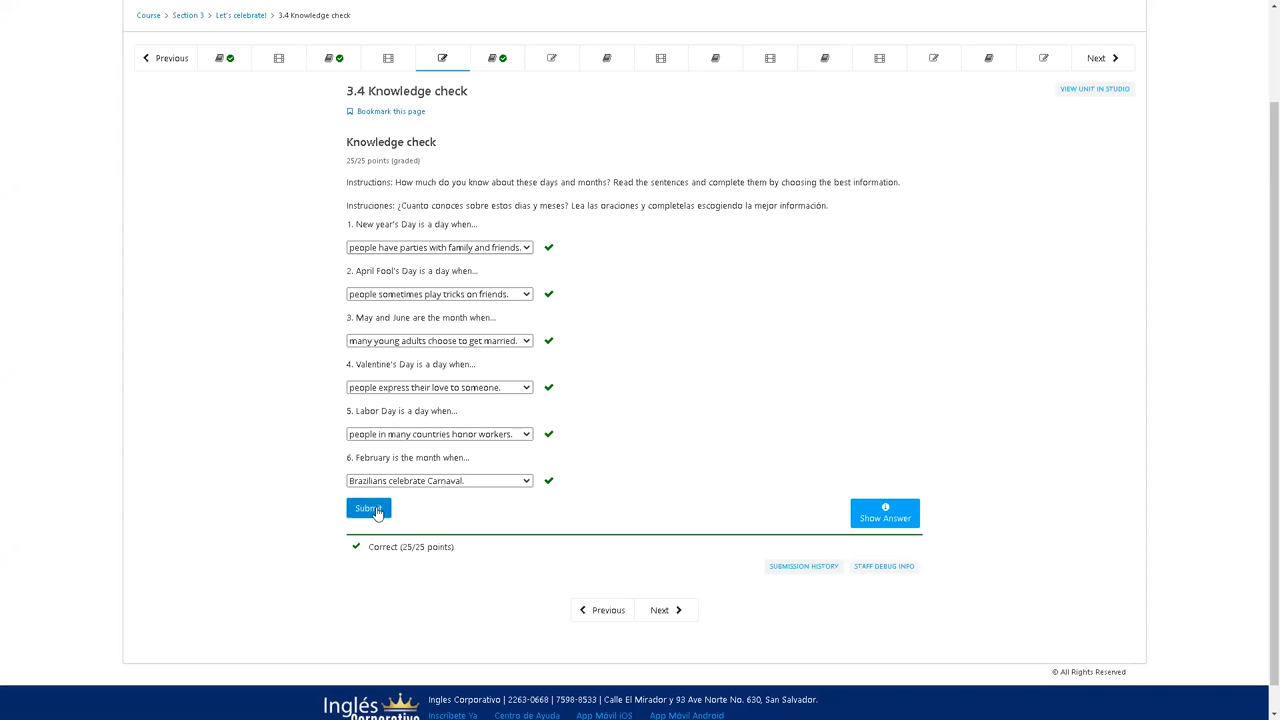 Course > Section 3 > Let's celebrate! > 3.4 Knowledge check
Previous
Next
3.4 Knowledge check
VIEW UNIT IN STUDIO
Bookmark this page
Knowledge check
25/25 points (graded)
Instructions: How much do you know about these days and months? Read the sentences and complete them by choosing the best information.
Instruciones: ¿Cuanto conoces sobre estos dias y meses? Lea las oraciones y completelas escogiendo la mejor información.
1. New year's Day is a day when...
people have parties with family and friends.
2. April Fool's Day is a day when...
people sometimes play tricks on friends.
3. May and June are the month when...
many young adults choose to get married.
4. Valentine's Day is a day when...
people express their love to someone.
5. Labor Day is a day when...
people in many countries honor workers.
6. February is the month when...
Brazilians celebrate Carnaval.
Submit
Show Answer
Correct (25/25 points)
SUBMISSION HISTORY STAFF DEBUG INFO
Previous Next
© All Rights Reserved
Inglés
Corporativo
Ingles Corporativo | 2263-0668 | 7598-8533 | Calle El Mirador y 93 Ave Norte No. 630, San Salvador.
Inscríbete Ya Centro de Ayuda App Móvil iOS App Móvil Android